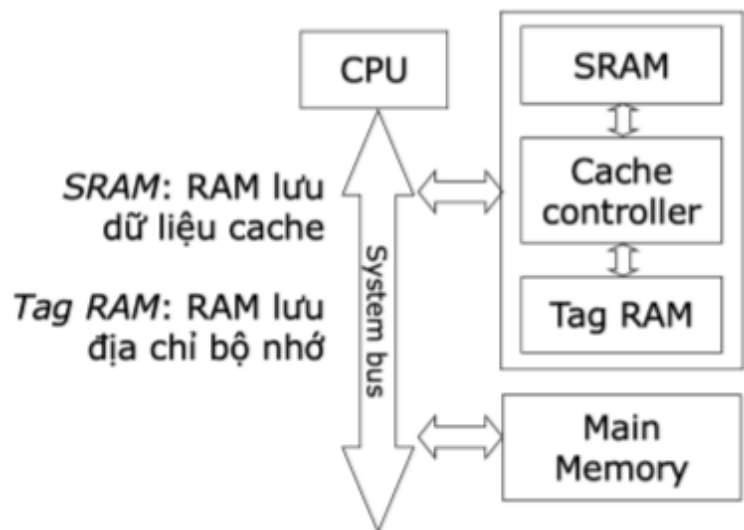 CPU
SRAM
Cache
controller
Tag RAM
SRAM: RAM lưu
dữ liệu cache
Tag RAM: RAM lưu
địa chỉ bộ nhớ
System bus
Main
Memory